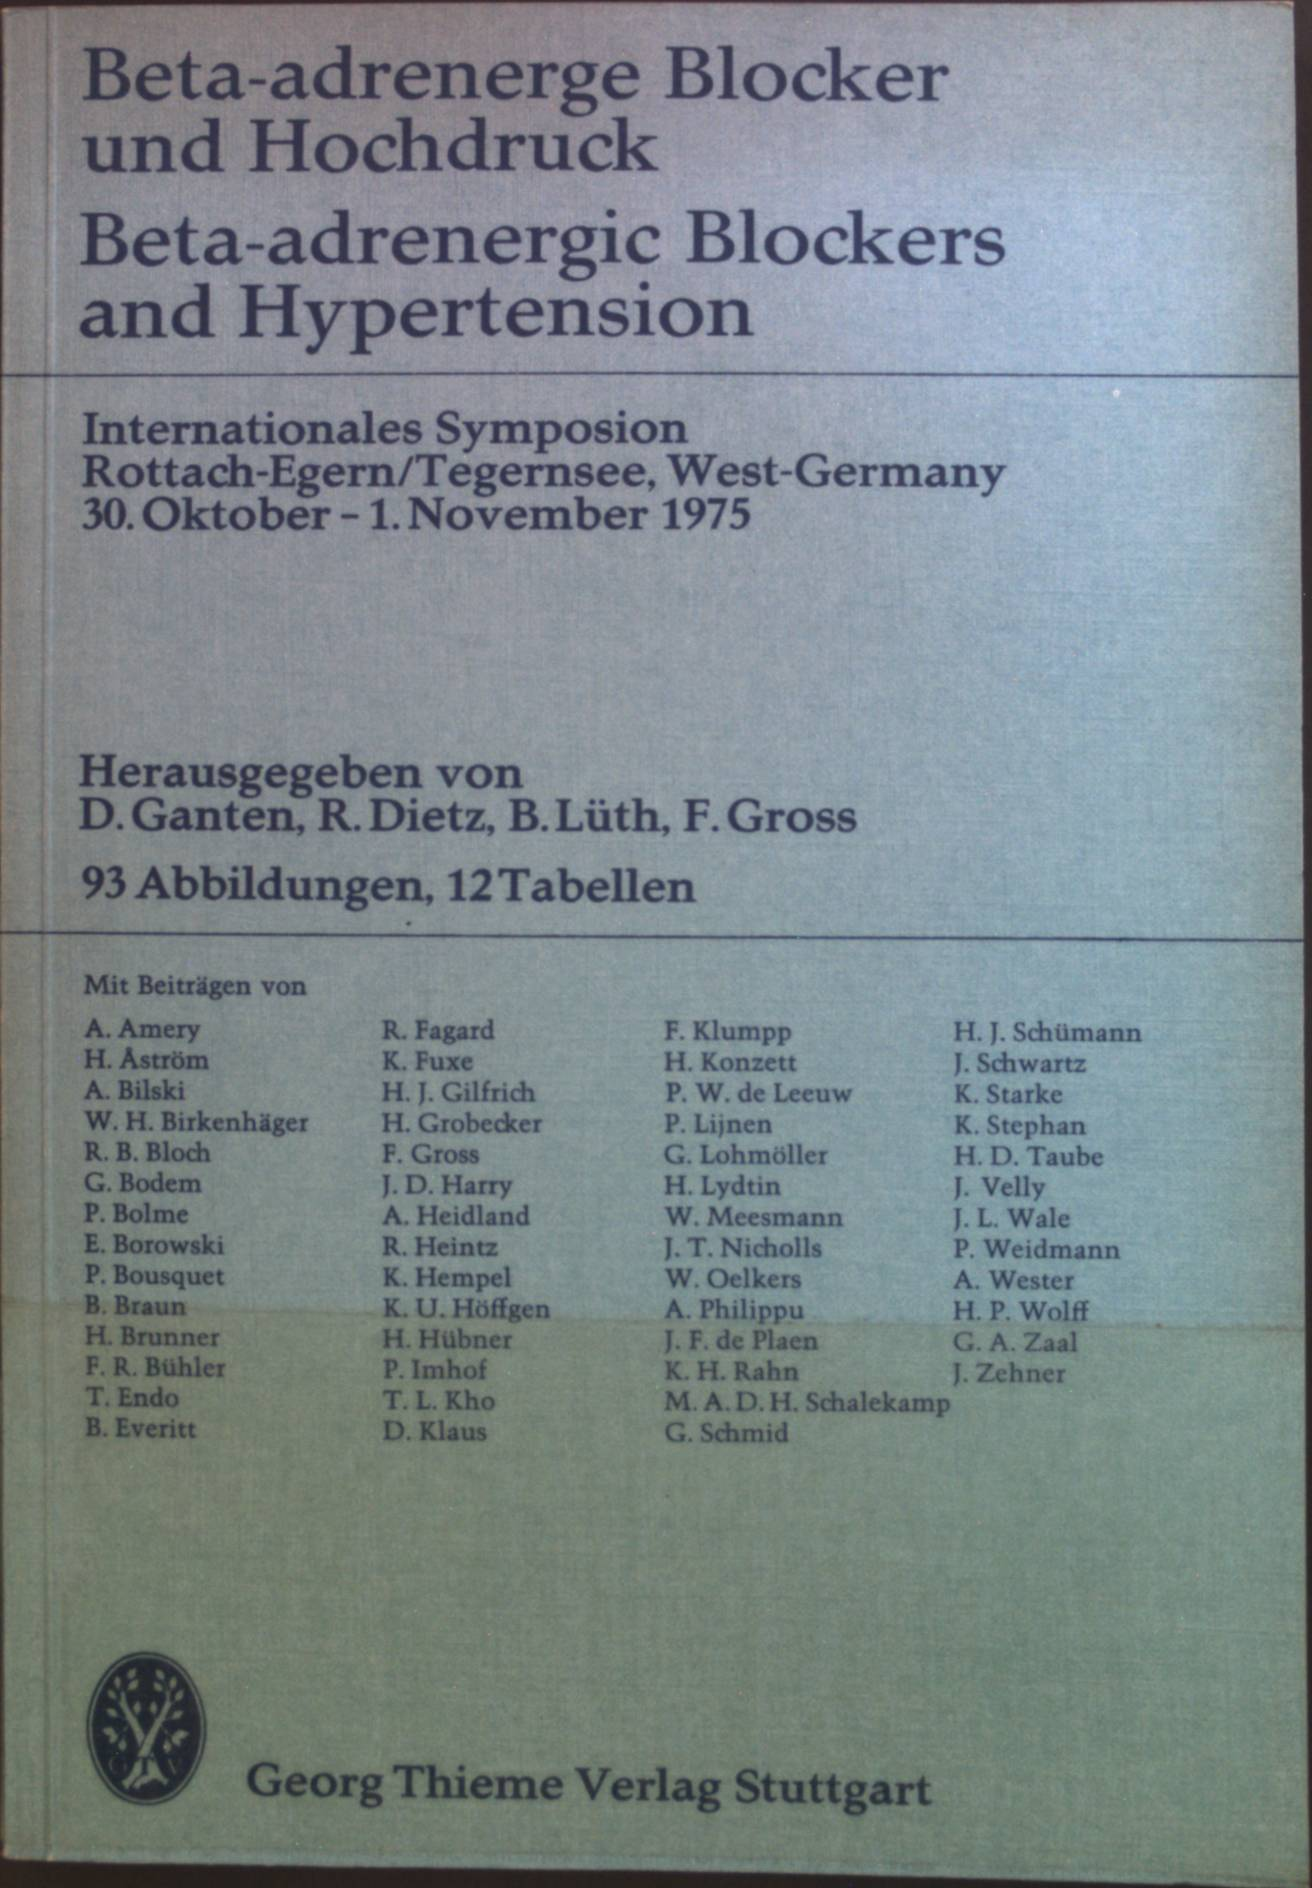 Beta-adrenerge Blocker
und Hochdruck
Beta-adrenergic Blockers
and Hypertension
Internationales Symposion
Rottach-Egern/Tegernsee, West-Germany
30. Oktober – 1. November 1975
Herausgegeben von
D. Ganten, R. Dietz, B. Lüth, F. Gross
93 Abbildungen, 12 Tabellen
Mit Beiträgen von
A. Amery
H. Åström
A. Bilski
W. H. Birkenhäger
R. B. Bloch
G. Bodem
P. Bolme
E. Borowski
P. Bousquet
B. Braun
H. Brunner
F. R. Bühler
T. Endo
B. Everitt
R. Fagard
K. Fuxe
H. J. Gilfrich
H. Grobecker
F. Gross
J. D. Harry
A. Heidland
R. Heintz
K. Hempel
K. U. Höffgen
H. Hübner
P. Imhof
T. L. Kho
D. Klaus
F. Klumpp
H. Konzett
P. W. de Leeuw
P. Lijnen
G. Lohmöller
H. Lydtin
W. Meesmann
J. T. Nicholls
W. Oelkers
A. Philippu
J. F. de Plaen
K. H. Rahn
M. A. D. H. Schalekamp
G. Schmid
H. J. Schümann
J. Schwartz
K. Starke
K. Stephan
H. D. Taube
J. Velly
J. L. Wale
P. Weidmann
A. Wester
H. P. Wolff
G. A. Zaal
J. Zehner
Georg Thieme Verlag Stuttgart